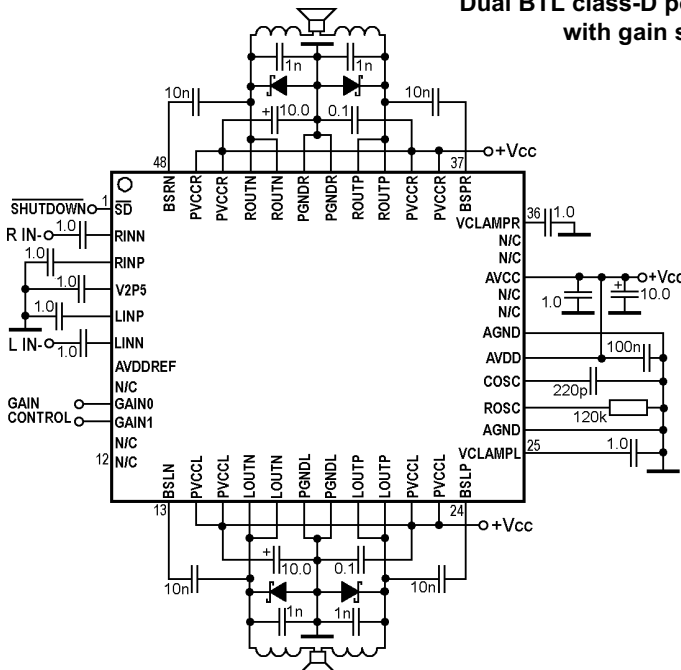 Dual BTL class-D p
with gain s
1n
1n
10n
10.0
0.1
10n
+Vcc
48
37
BSRN
PVCCR
PVCCR
ROUTN
ROUTN
PGNDR
PGNDR
ROUTP
ROUTP
PVCCR
PVCCR
BSPR
SHUTDOWN
1
SD
R IN-
1.0
RINN
1.0
RINP
1.0
V2P5
1.0
LINP
L IN-
1.0
LINN
AVDDREF
N/C
GAIN
CONTROL
GAIN0
GAIN1
N/C
12
N/C
VCLAMPR
36
1.0
N/C
N/C
AVCC
+Vcc
N/C
1.0
10.0
N/C
AGND
AVDD
100n
COSC
220p
ROSC
120k
AGND
VCLAMPL
25
1.0
BSLN
PVCCL
PVCCL
LOUTN
LOUTN
PGNDL
PGNDL
LOUTP
LOUTP
PVCCL
PVCCL
BSLP
13
24
+Vcc
10n
10.0
0.1
10n
1n
1n